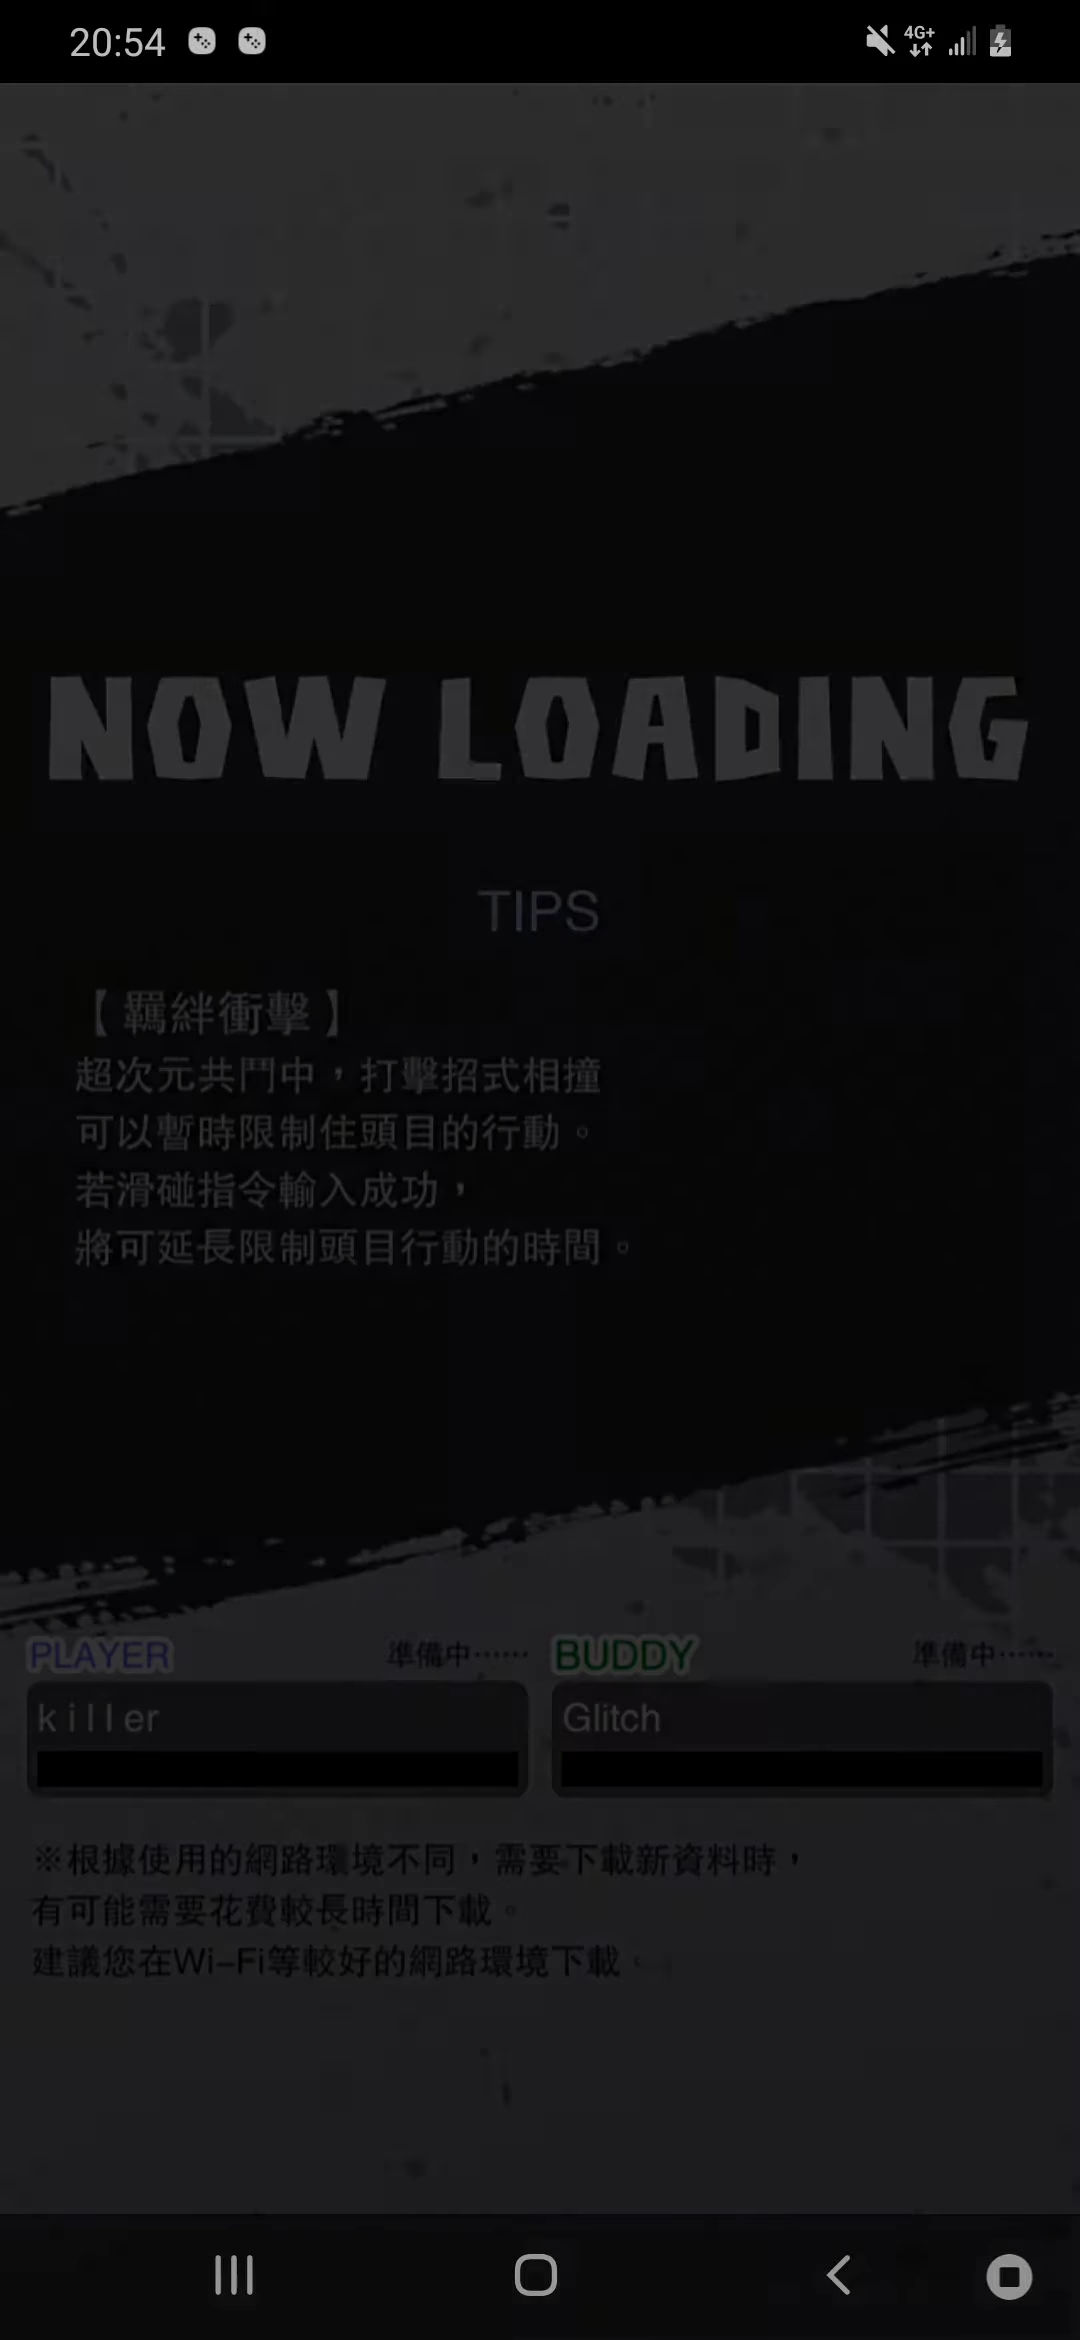 20:54
4G+
NOW LOADING
TIPS
【羈絆衝擊】
超次元共鬥中，打擊招式相撞
可以暫時限制住頭目的行動。
若滑碰指令輸入成功，
將可延長限制頭目行動的時間。
PLAYER 準備中⋯⋯ BUDDY 準備中⋯⋯
killer Glitch
※根據使用的網路環境不同，需要下載新資料時，
有可能需要花費較長時間下載。
建議您在Wi-Fi等較好的網路環境下載。